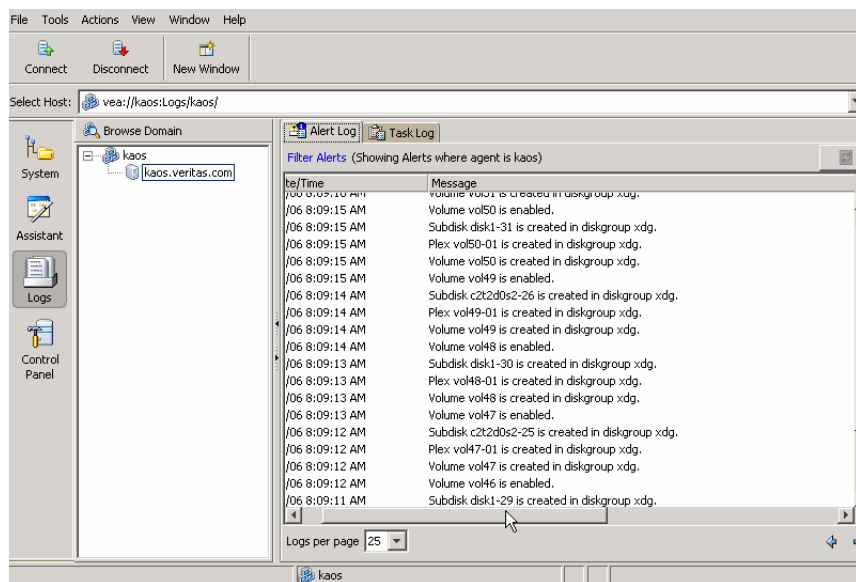 File Tools Actions View Window Help
Connect Disconnect New Window
Select Host: vea://kaos:Logs/kaos/
System
Assistant
Logs
Control
Panel
Browse Domain
kaos
kaos.veritas.com
Alert Log Task Log
Filter Alerts (Showing Alerts where agent is kaos)
te/Time Message
/06 8:09:16 AM Volume vol51 is created in diskgroup xdg.
/06 8:09:15 AM Volume vol50 is enabled.
/06 8:09:15 AM Subdisk disk1-31 is created in diskgroup xdg.
/06 8:09:15 AM Plex vol50-01 is created in diskgroup xdg.
/06 8:09:15 AM Volume vol50 is created in diskgroup xdg.
/06 8:09:15 AM Volume vol49 is enabled.
/06 8:09:14 AM Subdisk c2t2d0s2-26 is created in diskgroup xdg.
/06 8:09:14 AM Plex vol49-01 is created in diskgroup xdg.
/06 8:09:14 AM Volume vol49 is created in diskgroup xdg.
/06 8:09:14 AM Volume vol48 is enabled.
/06 8:09:13 AM Subdisk disk1-30 is created in diskgroup xdg.
/06 8:09:13 AM Plex vol48-01 is created in diskgroup xdg.
/06 8:09:13 AM Volume vol48 is created in diskgroup xdg.
/06 8:09:13 AM Volume vol47 is enabled.
/06 8:09:12 AM Subdisk c2t2d0s2-25 is created in diskgroup xdg.
/06 8:09:12 AM Plex vol47-01 is created in diskgroup xdg.
/06 8:09:12 AM Volume vol47 is created in diskgroup xdg.
/06 8:09:12 AM Volume vol46 is enabled.
/06 8:09:11 AM Subdisk disk1-29 is created in diskgroup xdg.
Logs per page 25
kaos